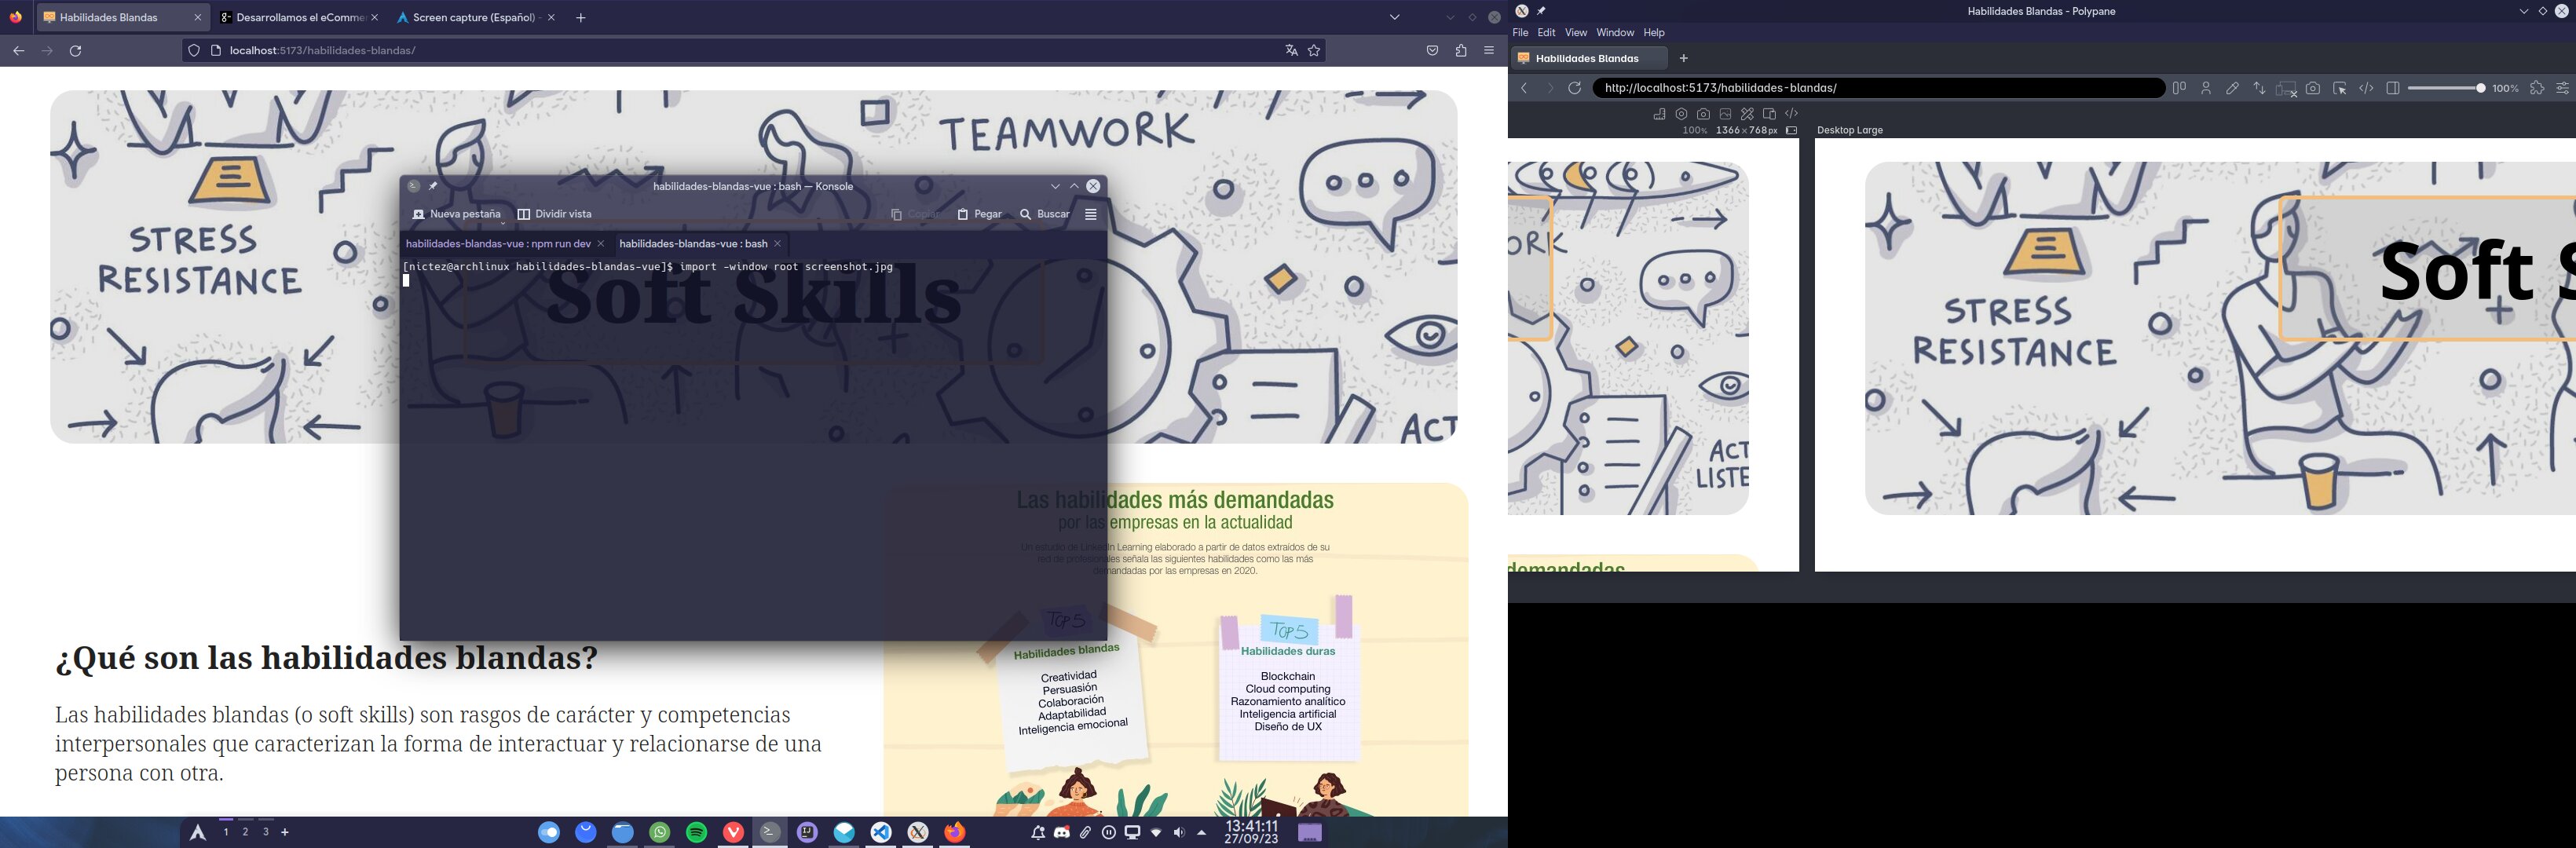 Habilidades Blandas
Desarrollamos el eComme
Screen capture (Español) -
localhost:5173/habilidades-blandas/
TEAMWORK
STRESS
RESISTANCE
ACT
habilidades-blandas-vue : bash — Konsole
Nueva pestaña
Dividir vista
Copiar
Pegar
Buscar
habilidades-blandas-vue : npm run dev
habilidades-blandas-vue : bash
[nictez@archlinux habilidades-blandas-vue]$ import -window root screenshot.jpg
Soft Skills
Las habilidades más demandadas
por las empresas en la actualidad
Un estudio de LinkedIn Learning elaborado a partir de datos extraídos de su
red de profesionales señala las siguientes habilidades como las más
demandadas por las empresas en 2020.
TOP 5
Habilidades blandas
Creatividad
Persuasión
Colaboración
Adaptabilidad
Inteligencia emocional
TOP 5
Habilidades duras
Blockchain
Cloud computing
Razonamiento analítico
Inteligencia artificial
Diseño de UX
¿Qué son las habilidades blandas?
Las habilidades blandas (o soft skills) son rasgos de carácter y competencias
interpersonales que caracterizan la forma de interactuar y relacionarse de una
persona con otra.
1 2 3 +
13:41:11
27/09/23
Habilidades Blandas - Polypane
File Edit View Window Help
Habilidades Blandas
http://localhost:5173/habilidades-blandas/
100%
100% 1366×768px
Desktop Large
ORK
ACT
LISTE
demandadas
STRESS
RESISTANCE
Soft S